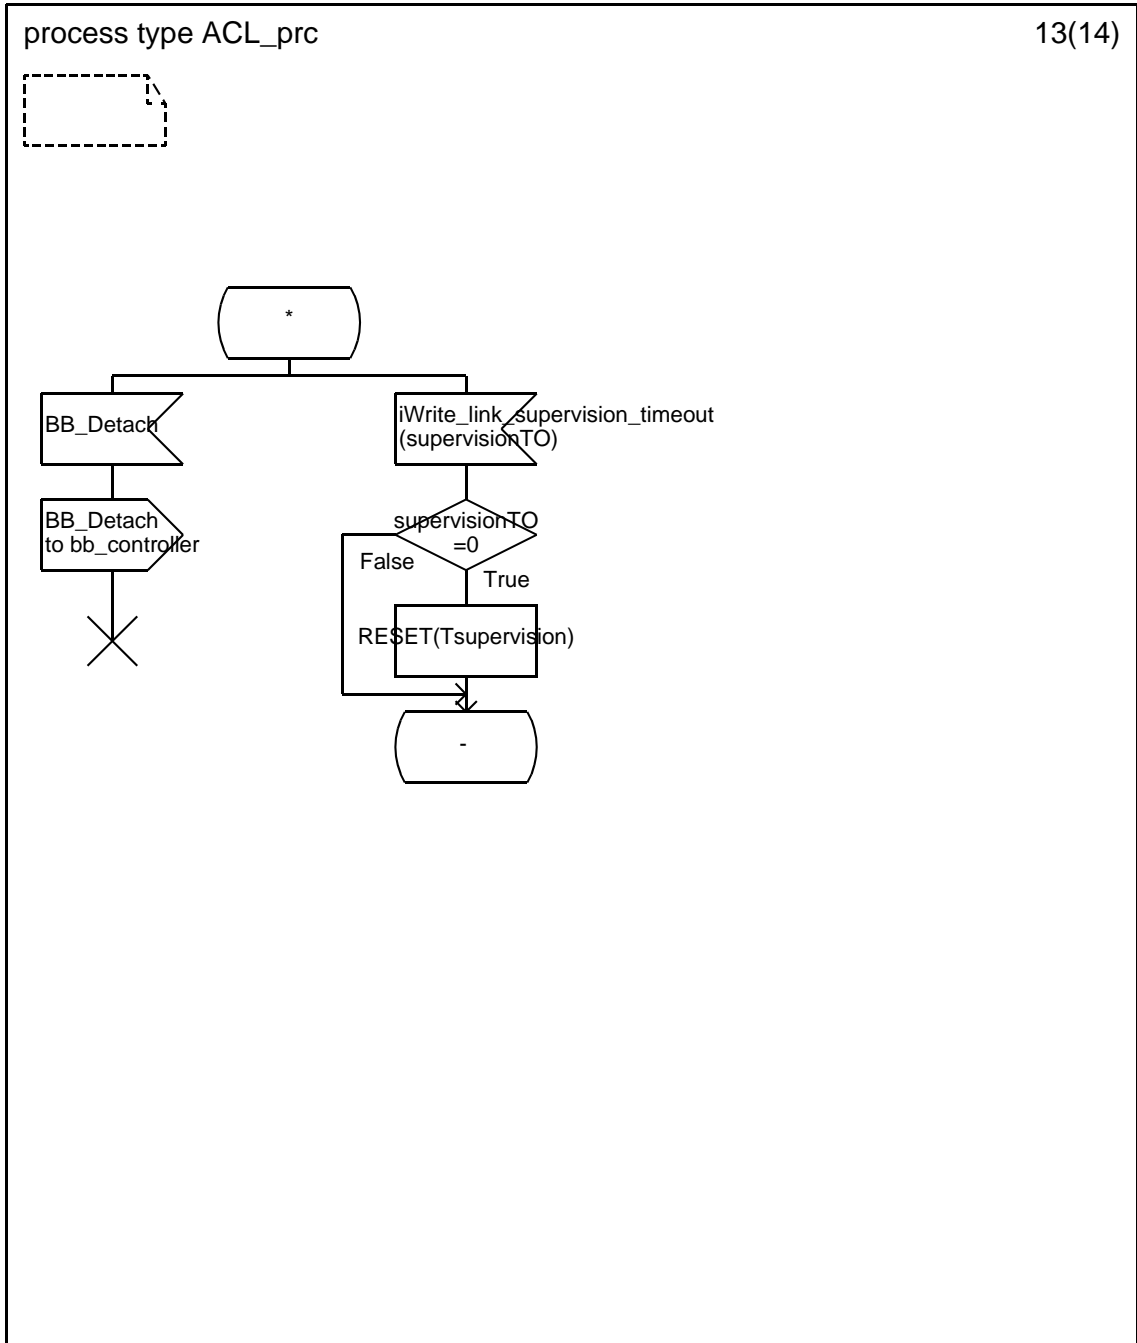 process type ACL_prc
13(14)
*
BB_Detach
iWrite_link_supervision_timeout
(supervisionTO)
BB_Detach
to bb_controller
supervisionTO
=0
False
True
RESET(Tsupervision)
-